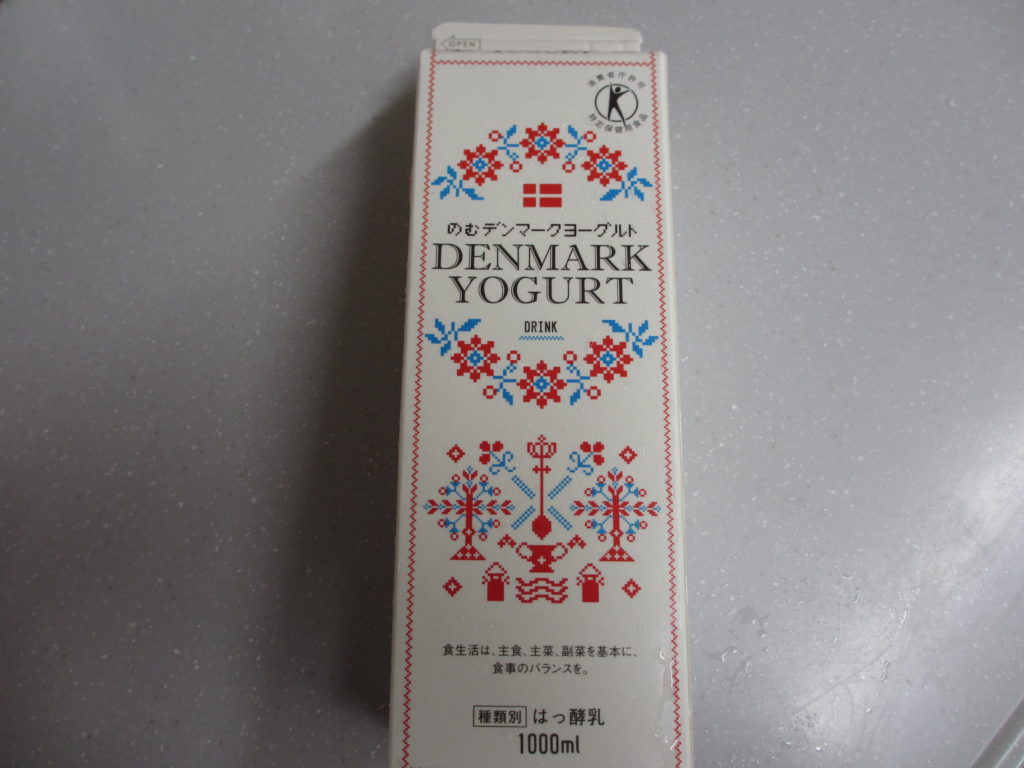 OPEN
消費者庁許可
特定保健用食品
のむデンマークヨーグルト
DENMARK
YOGURT
DRINK
食生活は、主食、主菜、副菜を基本に、
食事のバランスを。
種類別 はっ酵乳
1000ml